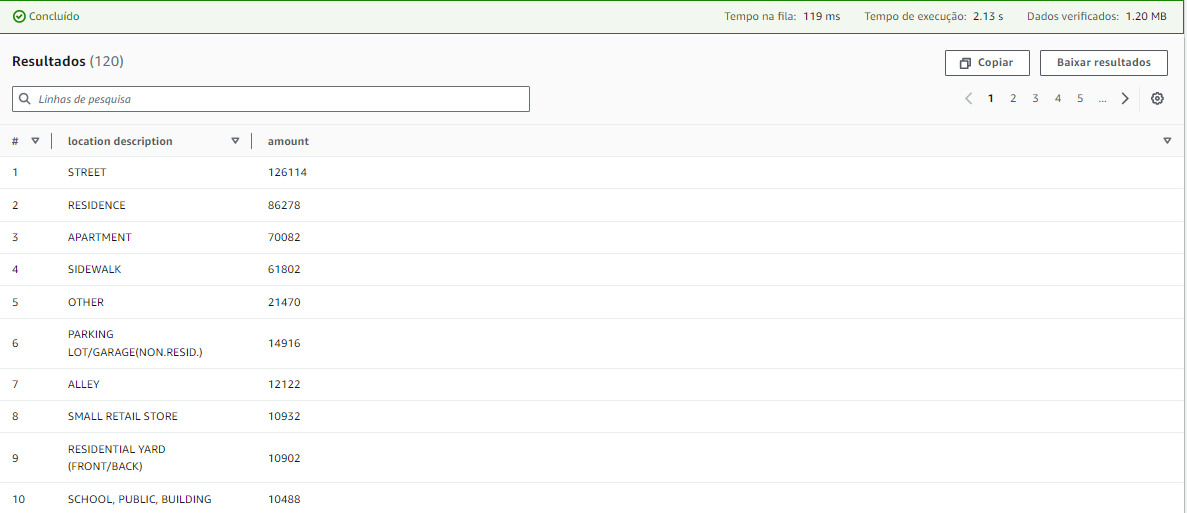 Concluído Tempo na fila: 119 ms Tempo de execução: 2.13 s Dados verificados: 1.20 MB
Resultados (120) Copiar Baixar resultados
Linhas de pesquisa 1 2 3 4 5 ...
# location description amount
1 STREET 126114
2 RESIDENCE 86278
3 APARTMENT 70082
4 SIDEWALK 61802
5 OTHER 21470
6 PARKING LOT/GARAGE(NON.RESID.) 14916
7 ALLEY 12122
8 SMALL RETAIL STORE 10932
9 RESIDENTIAL YARD (FRONT/BACK) 10902
10 SCHOOL, PUBLIC, BUILDING 10488